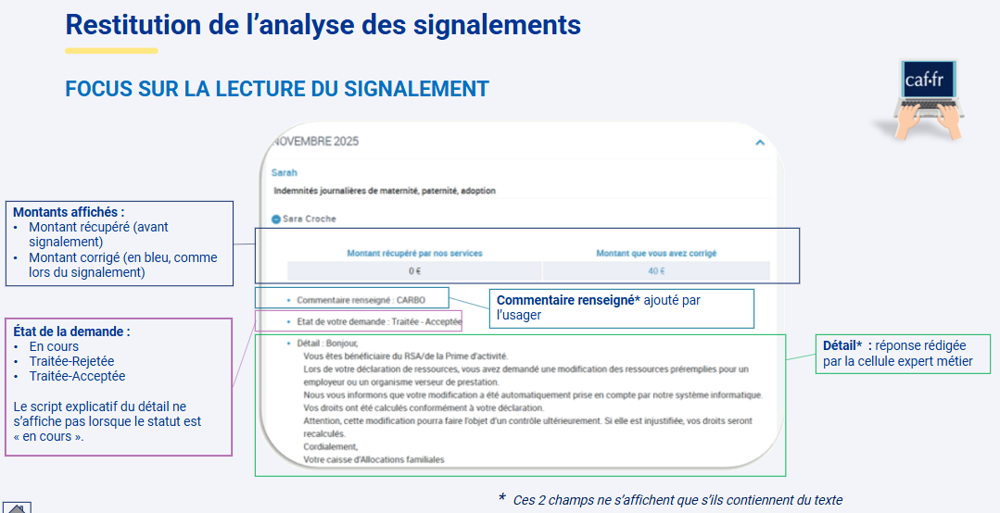 Restitution de l'analyse des signalements
FOCUS SUR LA LECTURE DU SIGNALEMENT
caf·fr
NOVEMBRE 2025
Sarah
Indemnités journalières de maternité, paternité, adoption
Sara Croche
Montants affichés :
• Montant récupéré (avant
signalement)
• Montant corrigé (en bleu, comme
lors du signalement)
Montant récupéré par nos services
Montant que vous avez corrigé
0 €
40 €
• Commentaire renseigné : CARBO
Commentaire renseigné* ajouté par
l'usager
• Etat de votre demande : Traitée - Acceptée
État de la demande :
• En cours
• Traitée-Rejetée
• Traitée-Acceptée
Le script explicatif du détail ne
s'affiche pas lorsque le statut est
« en cours ».
• Détail : Bonjour,
Vous êtes bénéficiaire du RSA/de la Prime d'activité.
Lors de votre déclaration de ressources, vous avez demandé une modification des ressources préremplies pour un
employeur ou un organisme verseur de prestation.
Nous vous informons que votre modification a été automatiquement prise en compte par notre système informatique.
Vos droits ont été calculés conformément à votre déclaration.
Attention, cette modification pourra faire l'objet d'un contrôle ultérieurement. Si elle est injustifiée, vos droits seront
recalculés.
Cordialement,
Votre caisse d'Allocations familiales
Détail* : réponse rédigée
par la cellule expert métier
* Ces 2 champs ne s'affichent que s'ils contiennent du texte